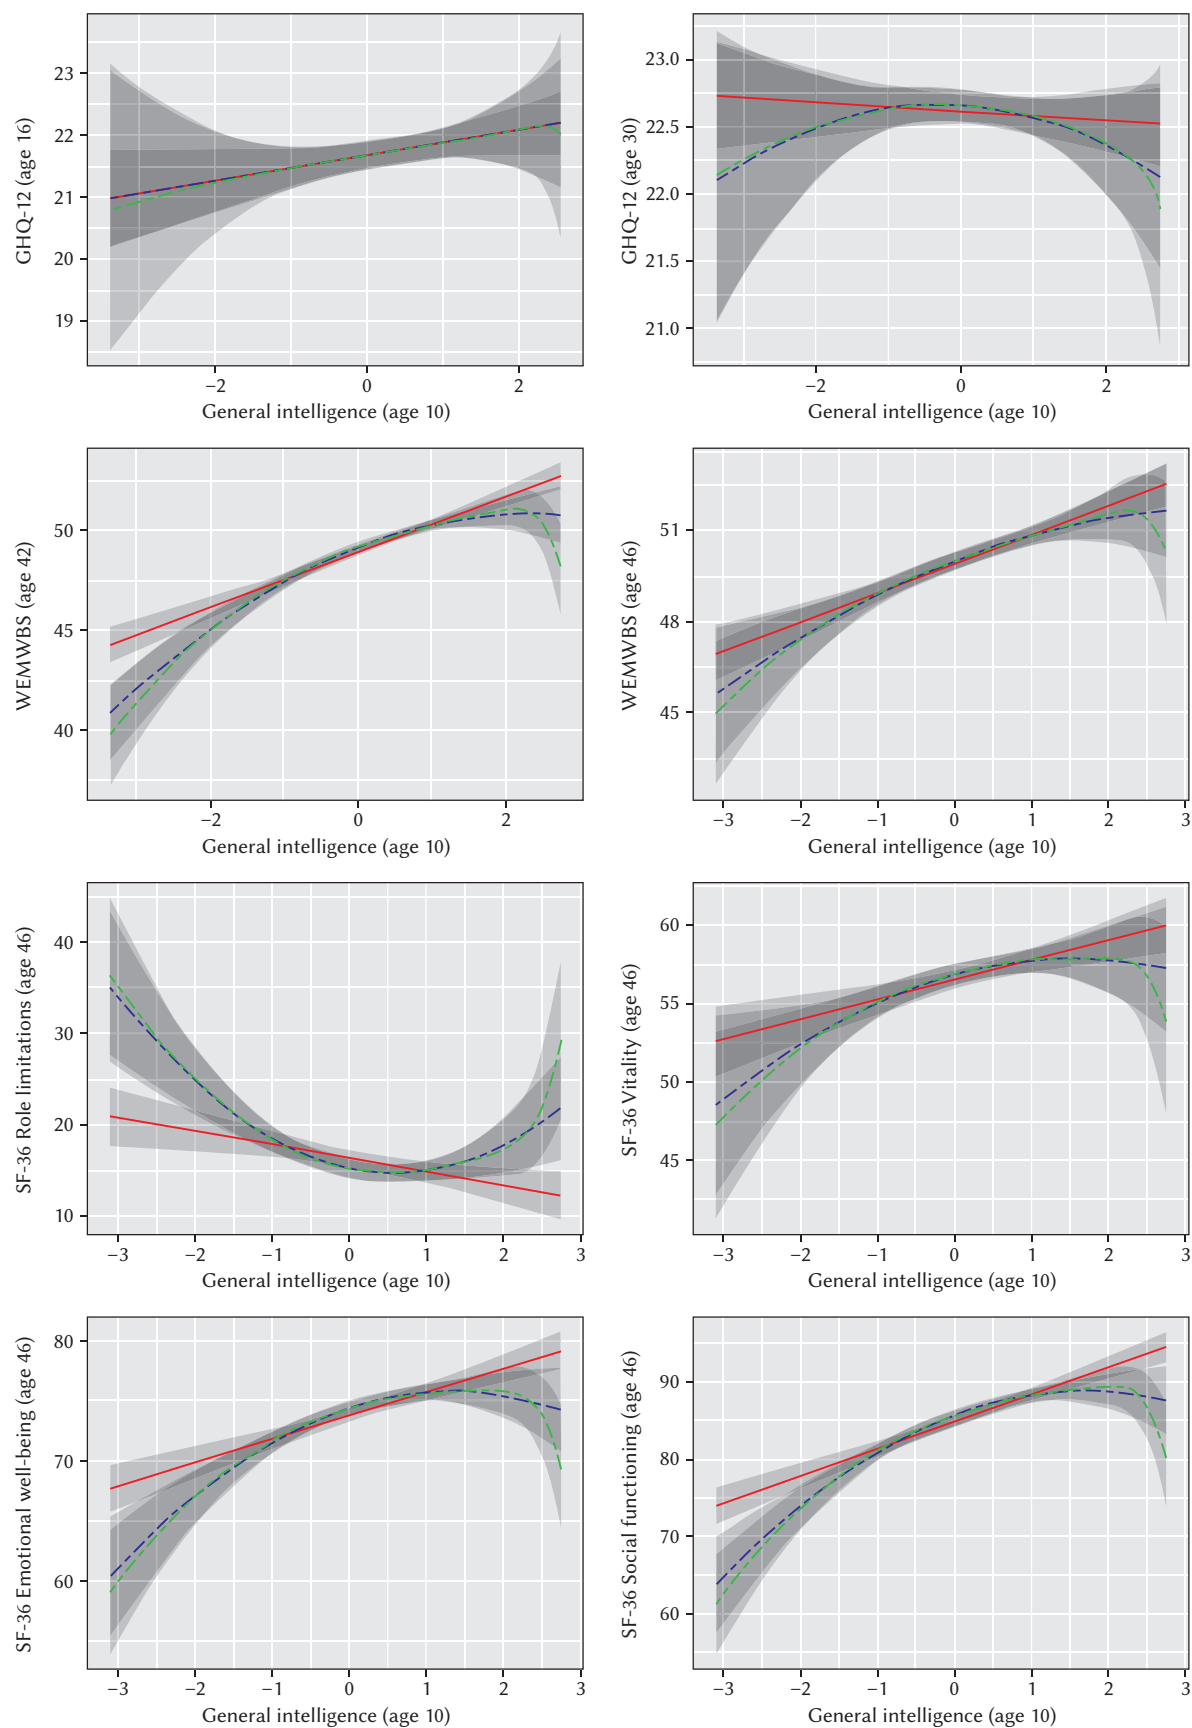 GHQ-12 (age 16)
23
22
21
20
19
−2 0 2
General intelligence (age 10)
GHQ-12 (age 30)
23.0
22.5
22.0
21.5
21.0
−2 0 2
General intelligence (age 10)
WEMWBS (age 42)
50
45
40
−2 0 2
General intelligence (age 10)
WEMWBS (age 46)
51
48
45
−3 −2 −1 0 1 2 3
General intelligence (age 10)
SF-36 Role limitations (age 46)
40
30
20
10
−3 −2 −1 0 1 2 3
General intelligence (age 10)
SF-36 Vitality (age 46)
60
55
50
45
−3 −2 −1 0 1 2 3
General intelligence (age 10)
SF-36 Emotional well-being (age 46)
80
70
60
−3 −2 −1 0 1 2 3
General intelligence (age 10)
SF-36 Social functioning (age 46)
90
80
70
60
−3 −2 −1 0 1 2 3
General intelligence (age 10)